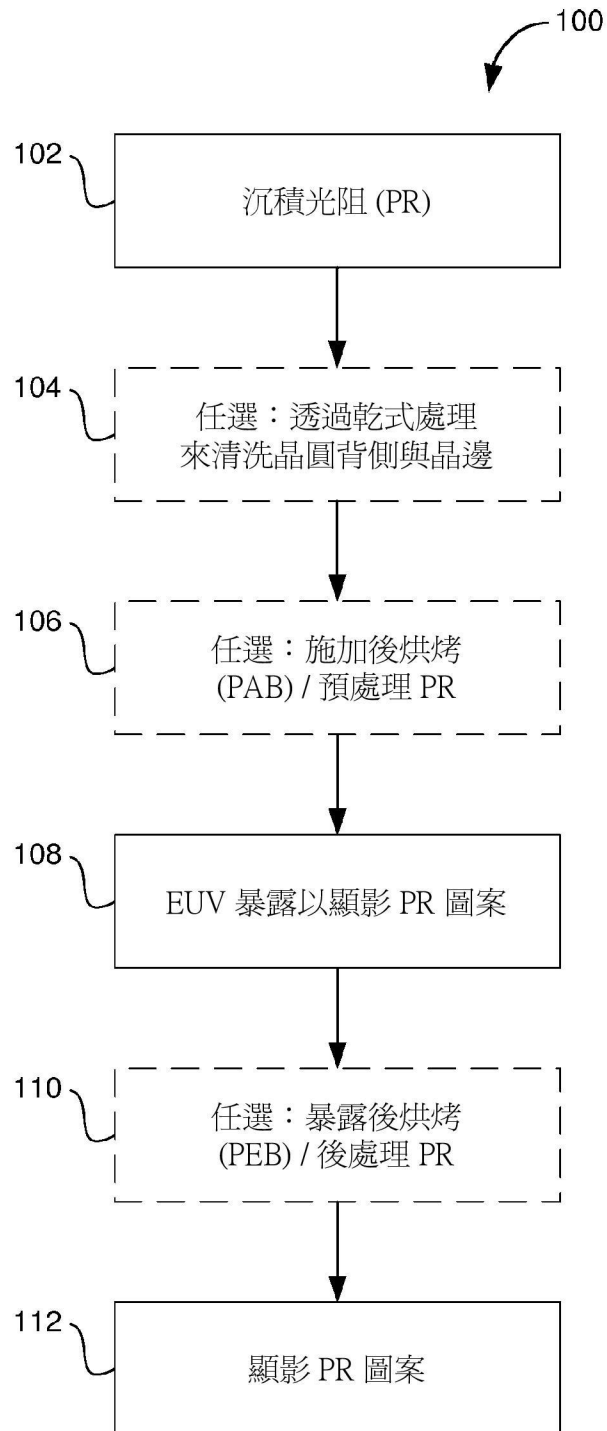 100
102
沉積光阻 (PR)
104
任選：透過乾式處理
來清洗晶圓背側與晶邊
106
任選：施加後烘烤
(PAB) / 預處理 PR
108
EUV 暴露以顯影 PR 圖案
110
任選：暴露後烘烤
(PEB) / 後處理 PR
112
顯影 PR 圖案